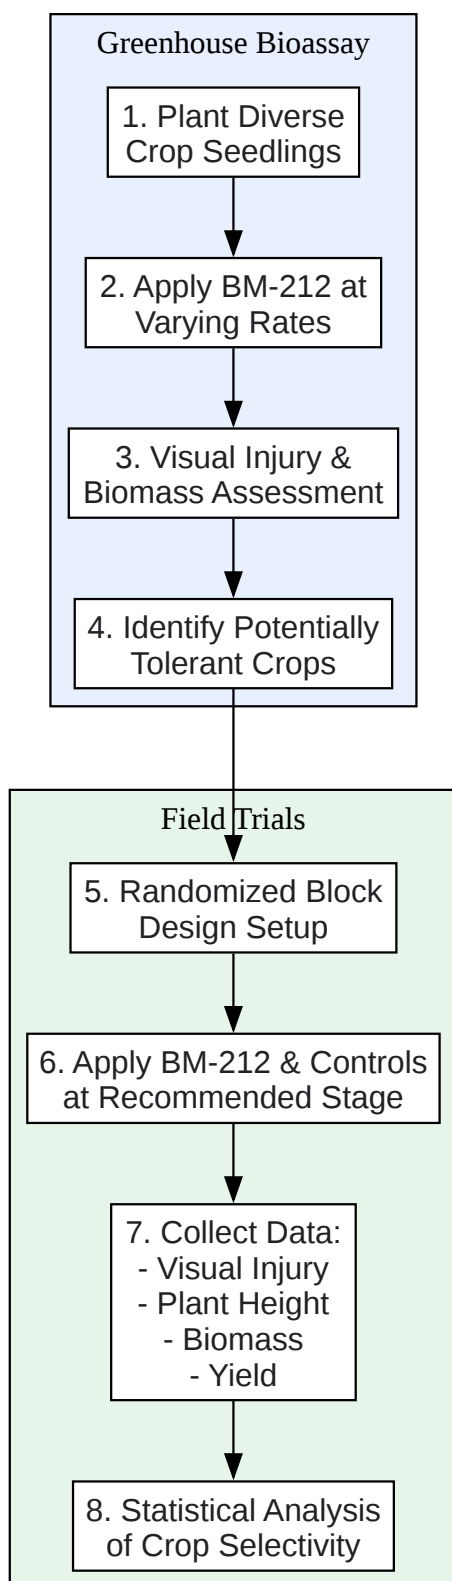 Greenhouse Bioassay
1. Plant Diverse
Crop Seedlings
2. Apply BM-212 at
Varying Rates
3. Visual Injury &
Biomass Assessment
4. Identify Potentially
Tolerant Crops
Field Trials
5. Randomized Block
Design Setup
6. Apply BM-212 & Controls
at Recommended Stage
7. Collect Data:
- Visual Injury
- Plant Height
- Biomass
- Yield
8. Statistical Analysis
of Crop Selectivity